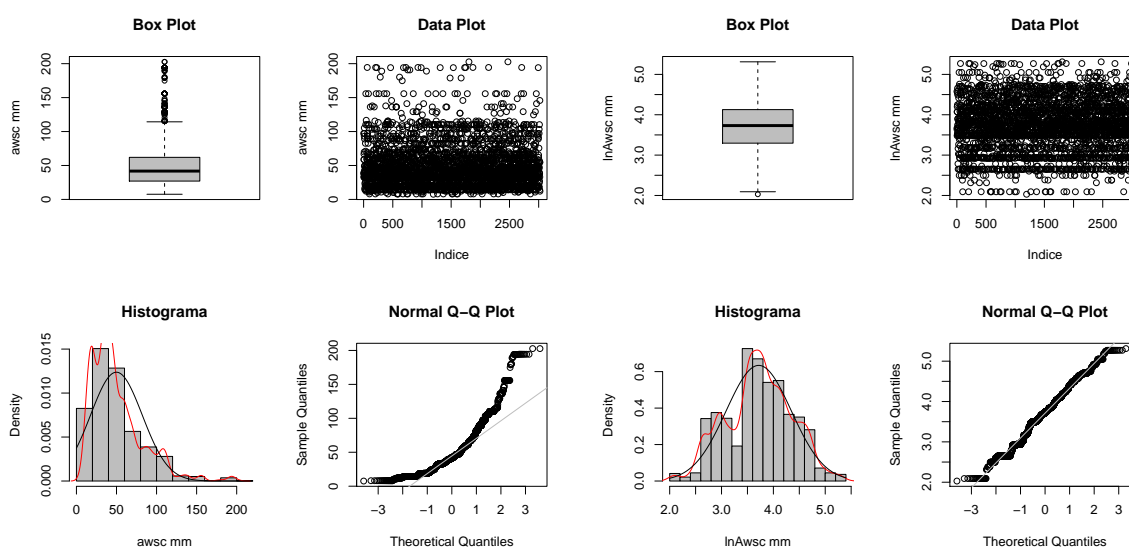 Box Plot
awsc mm
0 50 100 150 200
Data Plot
awsc mm
0 50 100 150 200
0 500 1500 2500
Indice
Box Plot
lnAwsc mm
2.0 3.0 4.0 5.0
Data Plot
lnAwsc mm
2.0 3.0 4.0 5.0
0 500 1500 2500
Indice
Histograma
Density
0.000 0.005 0.010 0.015
0 50 100 150 200
awsc mm
Normal Q−Q Plot
Sample Quantiles
0 50 100 150 200
−3 −1 0 1 2 3
Theoretical Quantiles
Histograma
Density
0.0 0.2 0.4 0.6
2.0 3.0 4.0 5.0
lnAwsc mm
Normal Q−Q Plot
Sample Quantiles
2.0 3.0 4.0 5.0
−3 −1 0 1 2 3
Theoretical Quantiles